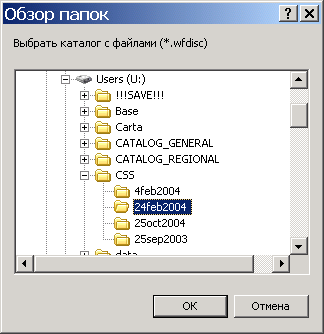 Обзор папок
Выбрать каталог с файлами (*.wfdisc)
Users (U:)
!!!SAVE!!!
Base
Carta
CATALOG_GENERAL
CATALOG_REGIONAL
CSS
4feb2004
24feb2004
25oct2004
25sep2003
data
OK
Отмена